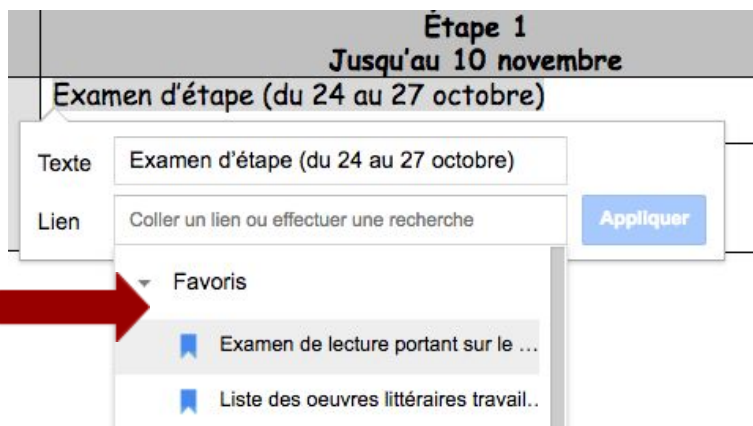 Étape 1
Jusqu'au 10 novembre
Examen d'étape (du 24 au 27 octobre)
Texte Examen d'étape (du 24 au 27 octobre)
Lien Coller un lien ou effectuer une recherche Appliquer
Favoris
Examen de lecture portant sur le ...
Liste des oeuvres littéraires travail..